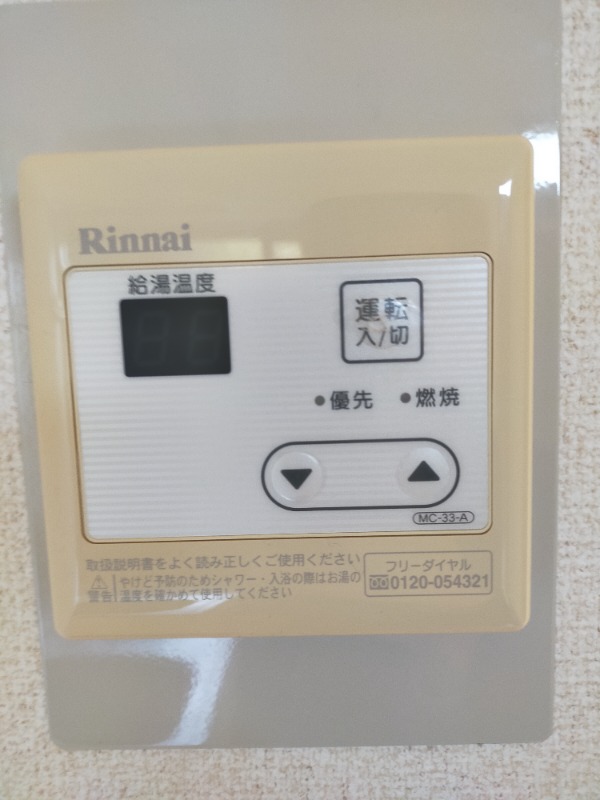 Rinnai
給湯温度
運転
入/切
●優先 ●燃焼
▼ ▲
MC-33-A
取扱説明書をよく読み正しくご使用ください
警告 やけど予防のためシャワー・入浴の際はお湯の
温度を確かめて使用してください
フリーダイヤル
0120-054321